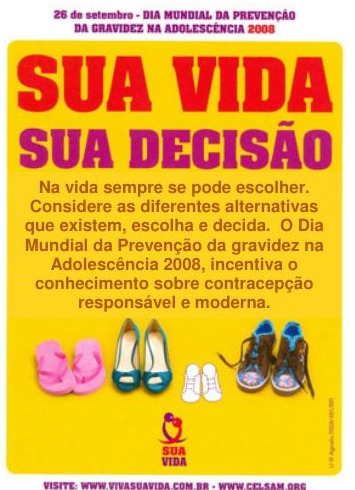 26 de setembro - DIA MUNDIAL DA PREVENÇÃO
DA GRAVIDEZ NA ADOLESCÊNCIA 2008
SUA VIDA
SUA DECISÃO
Na vida sempre se pode escolher.
Considere as diferentes alternativas
que existem, escolha e decida. O Dia
Mundial da Prevenção da gravidez na
Adolescência 2008, incentiva o
conhecimento sobre contracepção
responsável e moderna.
SUA
VIDA
VISITE: WWW.VIVASUAVIDA.COM.BR - WWW.CELSAM.ORG